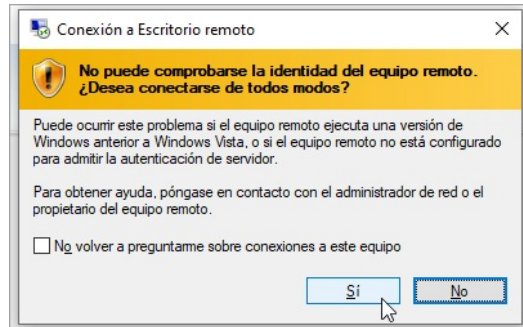 Conexión a Escritorio remoto
No puede comprobarse la identidad del equipo remoto.
¿Desea conectarse de todos modos?
Puede ocurrir este problema si el equipo remoto ejecuta una versión de
Windows anterior a Windows Vista, o si el equipo remoto no está configurado
para admitir la autenticación de servidor.
Para obtener ayuda, póngase en contacto con el administrador de red o el
propietario del equipo remoto.
No volver a preguntarme sobre conexiones a este equipo
Sí No